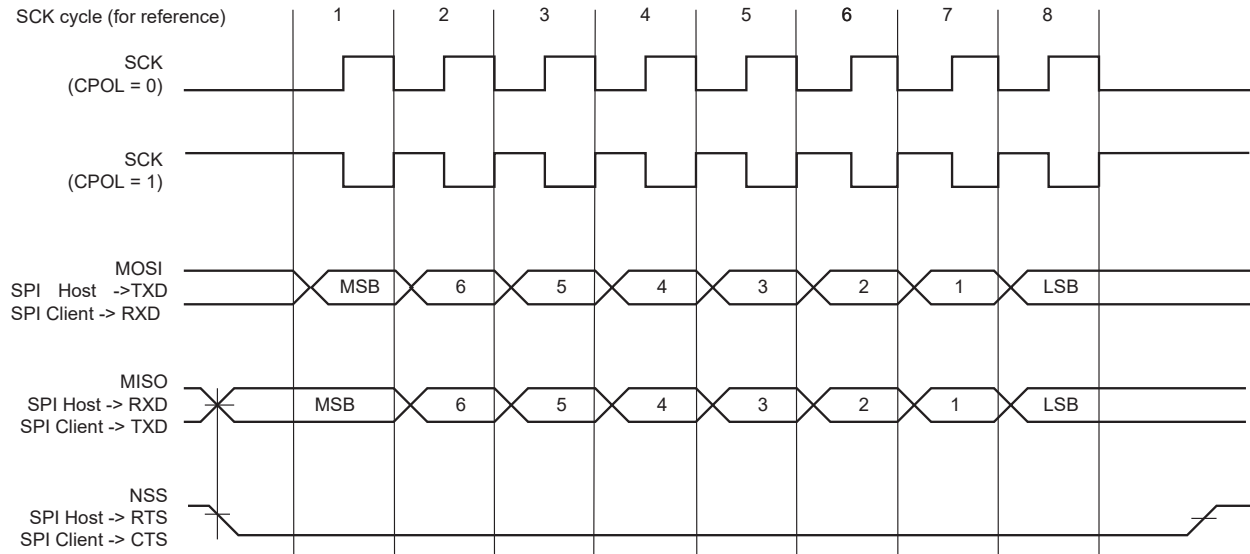 SCK cycle (for reference) 1 2 3 4 5 6 7 8
SCK
(CPOL = 0)
SCK
(CPOL = 1)
MOSI
SPI Host ->TXD
SPI Client -> RXD
MSB 6 5 4 3 2 1 LSB
MISO
SPI Host -> RXD
SPI Client -> TXD
MSB 6 5 4 3 2 1 LSB
NSS
SPI Host -> RTS
SPI Client -> CTS